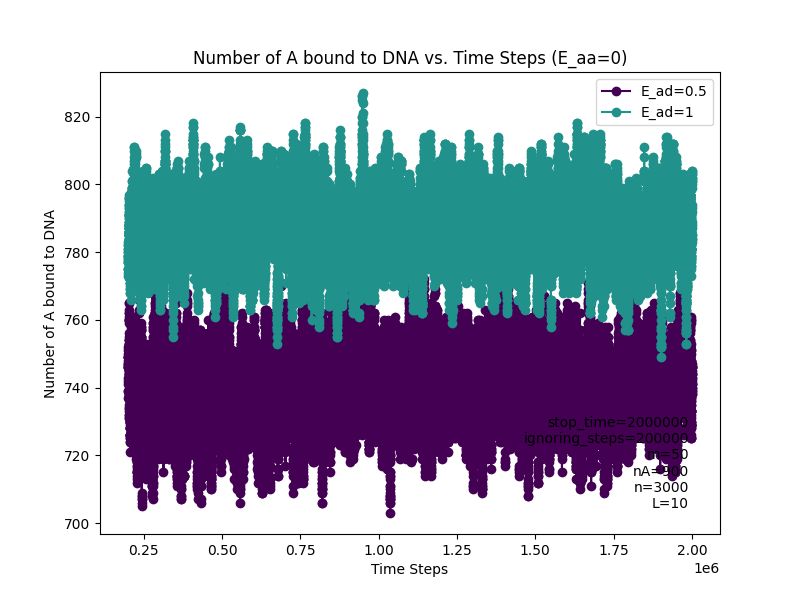 Number of A bound to DNA vs. Time Steps (E_aa=0)
E_ad=0.5
E_ad=1
Number of A bound to DNA
820
800
780
760
740
720
700
stop_time=2000000
ignoring_steps=200000
m=50
nA=900
n=3000
L=10
0.25 0.50 0.75 1.00 1.25 1.50 1.75 2.00
1e6
Time Steps